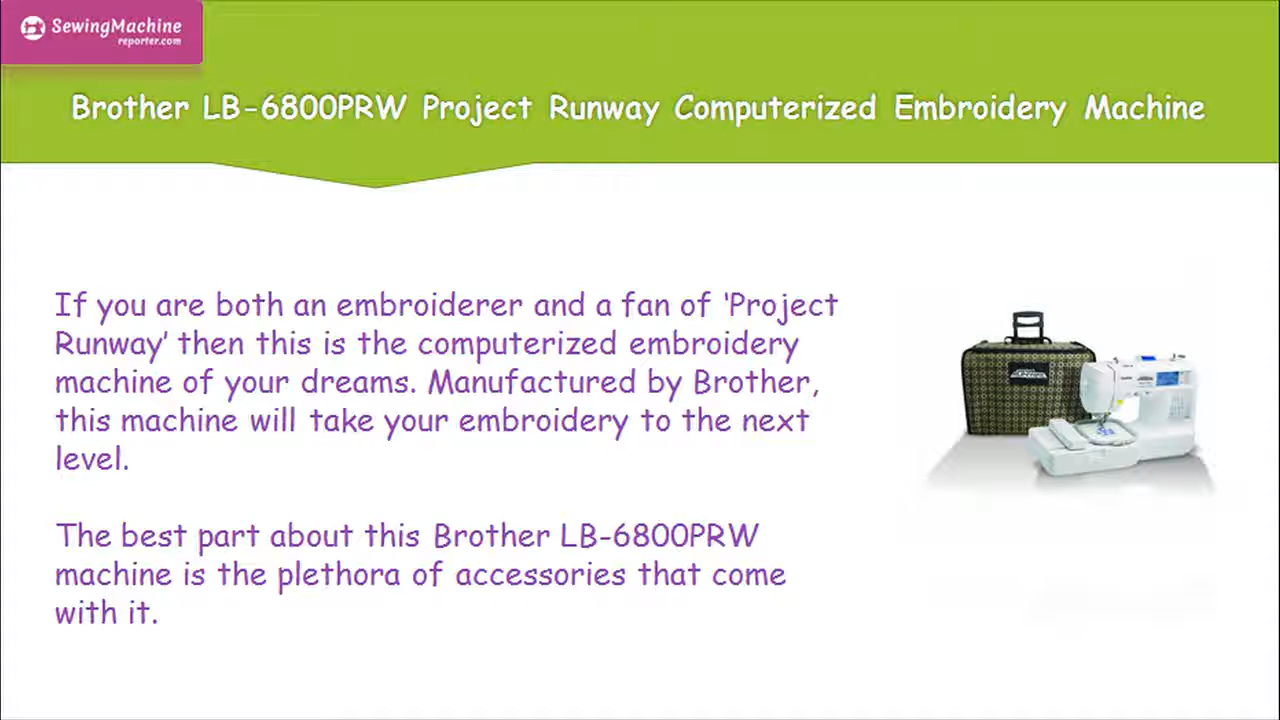 SewingMachine
reporter.com
Brother LB-6800PRW Project Runway Computerized Embroidery Machine
If you are both an embroiderer and a fan of ‘Project
Runway’ then this is the computerized embroidery
machine of your dreams. Manufactured by Brother,
this machine will take your embroidery to the next
level.
The best part about this Brother LB-6800PRW
machine is the plethora of accessories that come
with it.